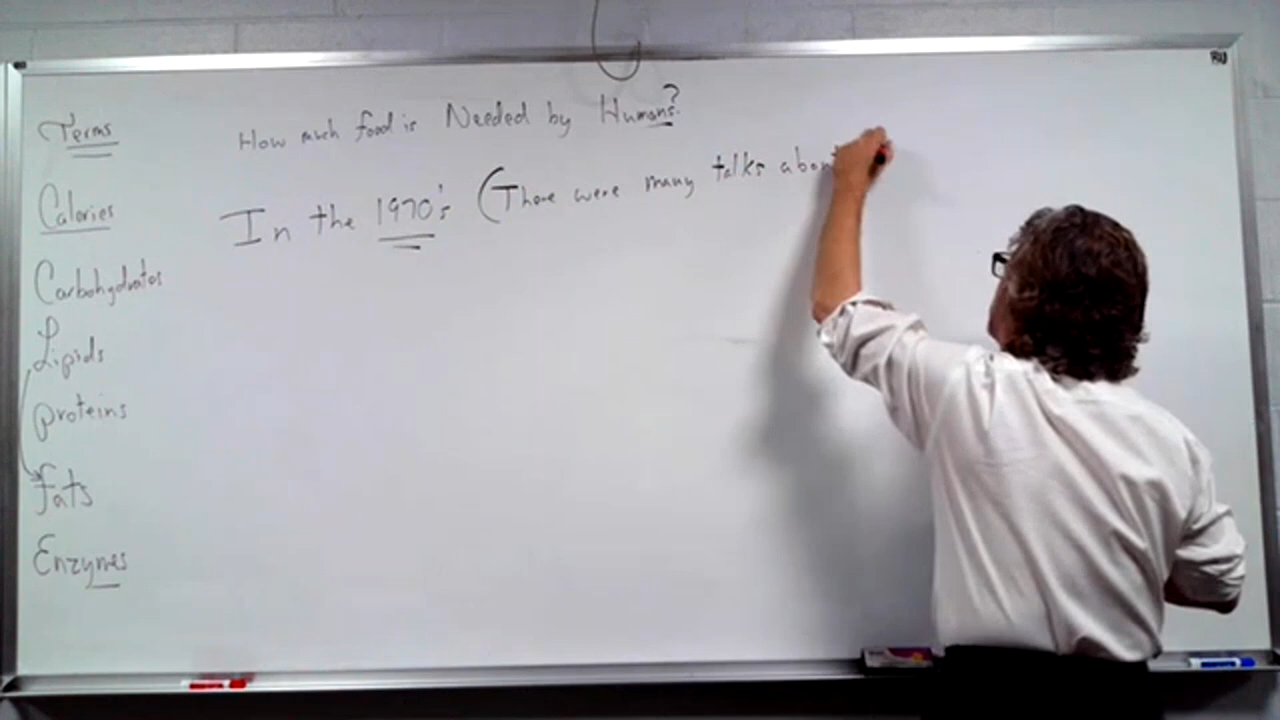 Terms
Calories
Carbohydrates
Lipids
proteins
fats
Enzymes
How much food is Needed by Humans?
In the 1970's (There were many talks abou
BU